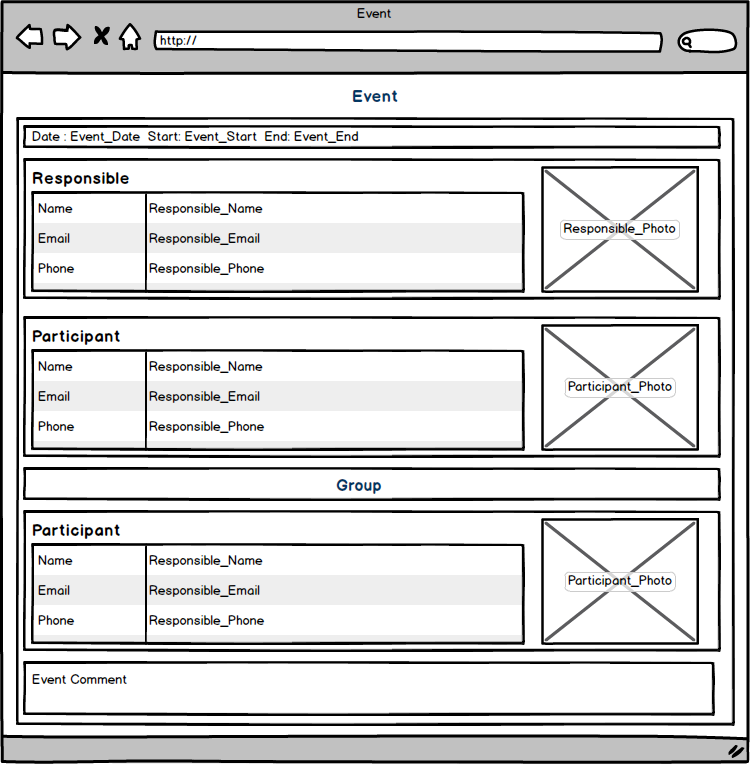 Event
http://
Event
Date : Event_Date Start: Event_Start End: Event_End
Responsible
Name Responsible_Name
Email Responsible_Email
Phone Responsible_Phone
Responsible_Photo
Participant
Name Responsible_Name
Email Responsible_Email
Phone Responsible_Phone
Participant_Photo
Group
Participant
Name Responsible_Name
Email Responsible_Email
Phone Responsible_Phone
Participant_Photo
Event Comment